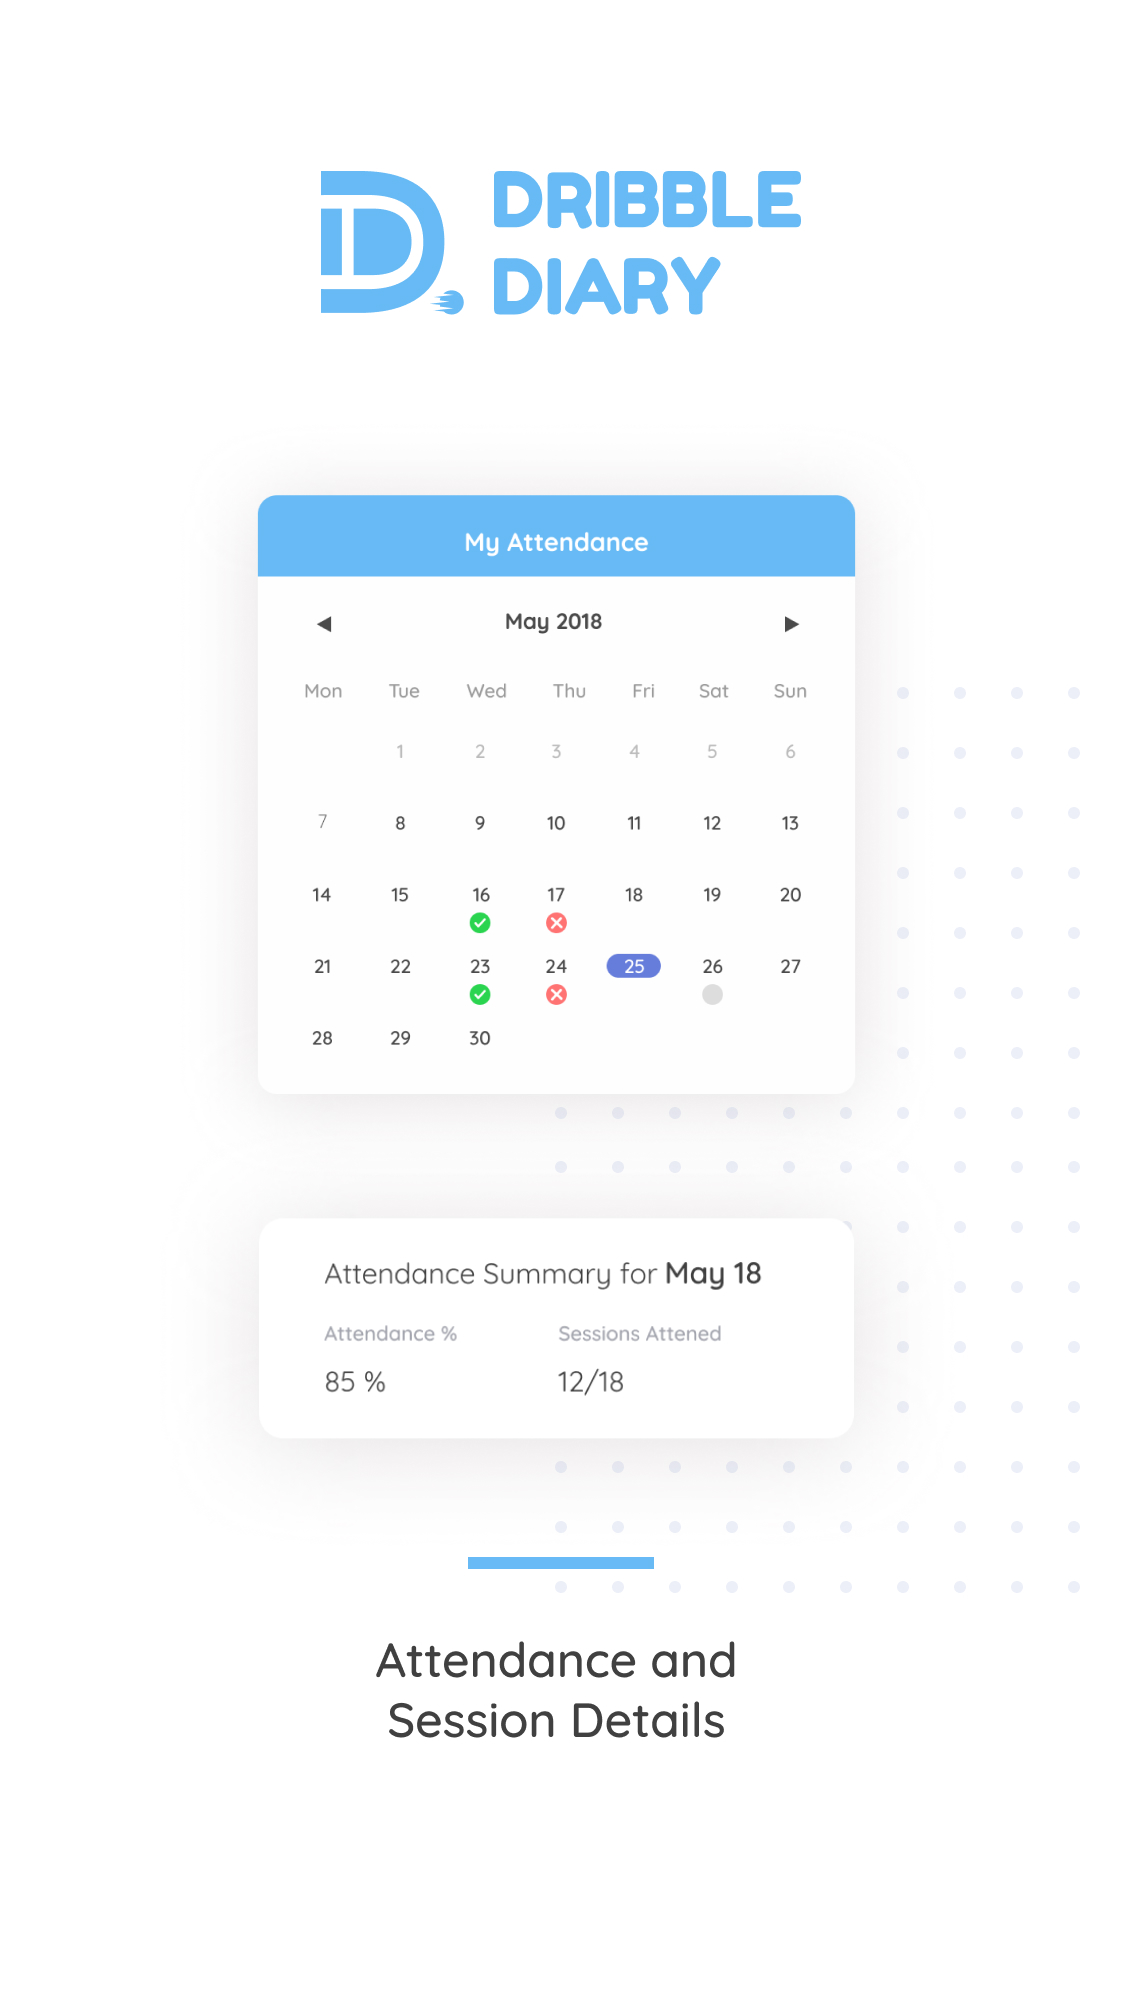 DRIBBLE
DIARY
My Attendance
May 2018
Mon Tue Wed Thu Fri Sat Sun
1 2 3 4 5 6
7 8 9 10 11 12 13
14 15 16 17 18 19 20
21 22 23 24 25 26 27
28 29 30
Attendance Summary for May 18
Attendance % Sessions Attened
85 % 12/18
Attendance and
Session Details